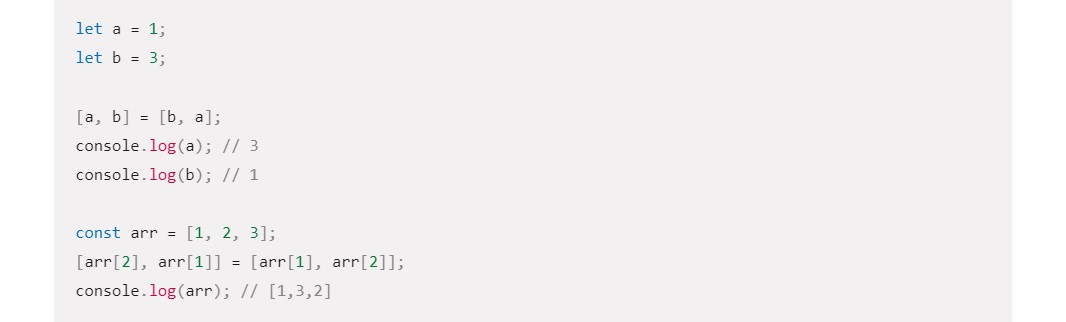 let a = 1;
let b = 3;
[a, b] = [b, a];
console.log(a); // 3
console.log(b); // 1
const arr = [1, 2, 3];
[arr[2], arr[1]] = [arr[1], arr[2]];
console.log(arr); // [1,3,2]